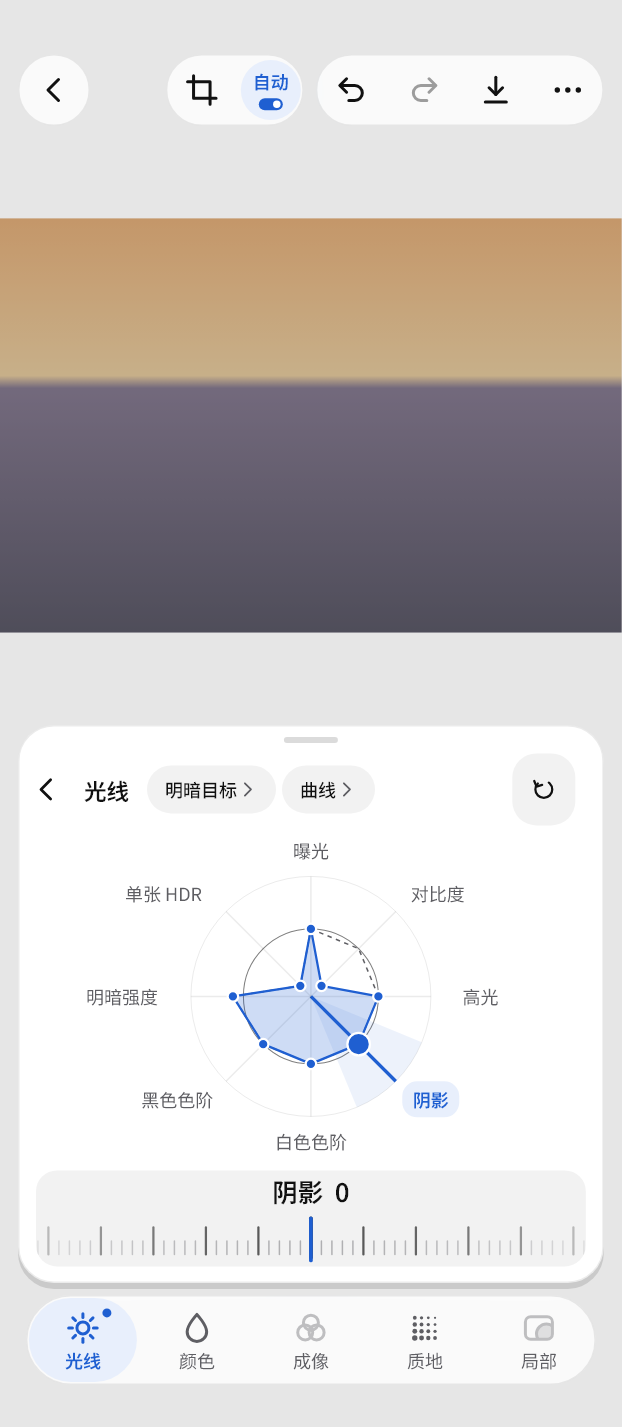 自动
光线
明暗目标
曲线
曝光
单张 HDR
对比度
明暗强度
高光
黑色色阶
阴影
白色色阶
阴影 0
光线
颜色
成像
质地
局部